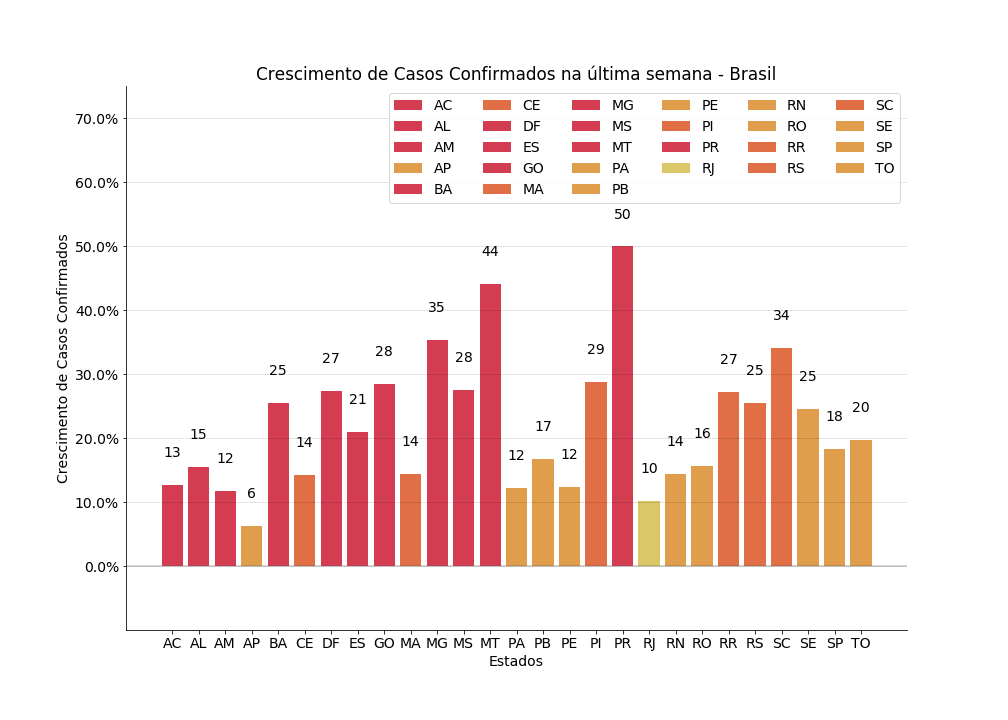 Crescimento de Casos Confirmados na última semana - Brasil
AC CE MG PE RN SC
AL DF MS PI RO SE
AM ES MT PR RR SP
AP GO PA RJ RS TO
BA MA PB
70.0%
60.0%
50.0%
40.0%
30.0%
20.0%
10.0%
0.0%
Crescimento de Casos Confirmados
13 15 12 6 25 14 27 21 28 14 35 28 44 12 17 12 29 50 10 14 16 27 25 34 25 18 20
AC AL AM AP BA CE DF ES GO MA MG MS MT PA PB PE PI PR RJ RN RO RR RS SC SE SP TO
Estados